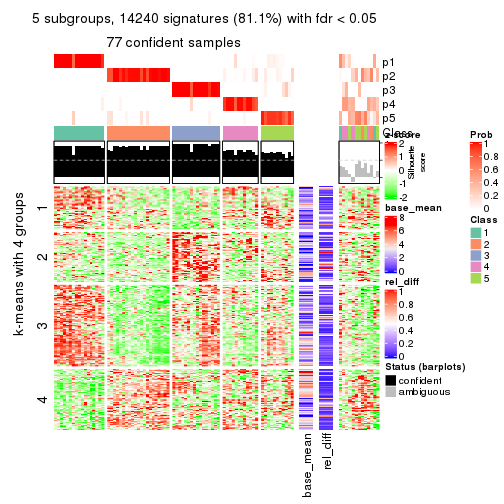 5 subgroups, 14240 signatures (81.1%) with fdr < 0.05
77 confident samples
p1
p2
p3
p4
p5
Class
Silhouette
score
k-means with 4 groups
1
2
3
4
base_mean
rel_diff
z-score
2
1
0
-1
-2
base_mean
8
6
4
2
0
rel_diff
1
0.8
0.6
0.4
0.2
0
Status (barplots)
confident
ambiguous
Prob
1
0.8
0.6
0.4
0.2
0
Class
1
2
3
4
5